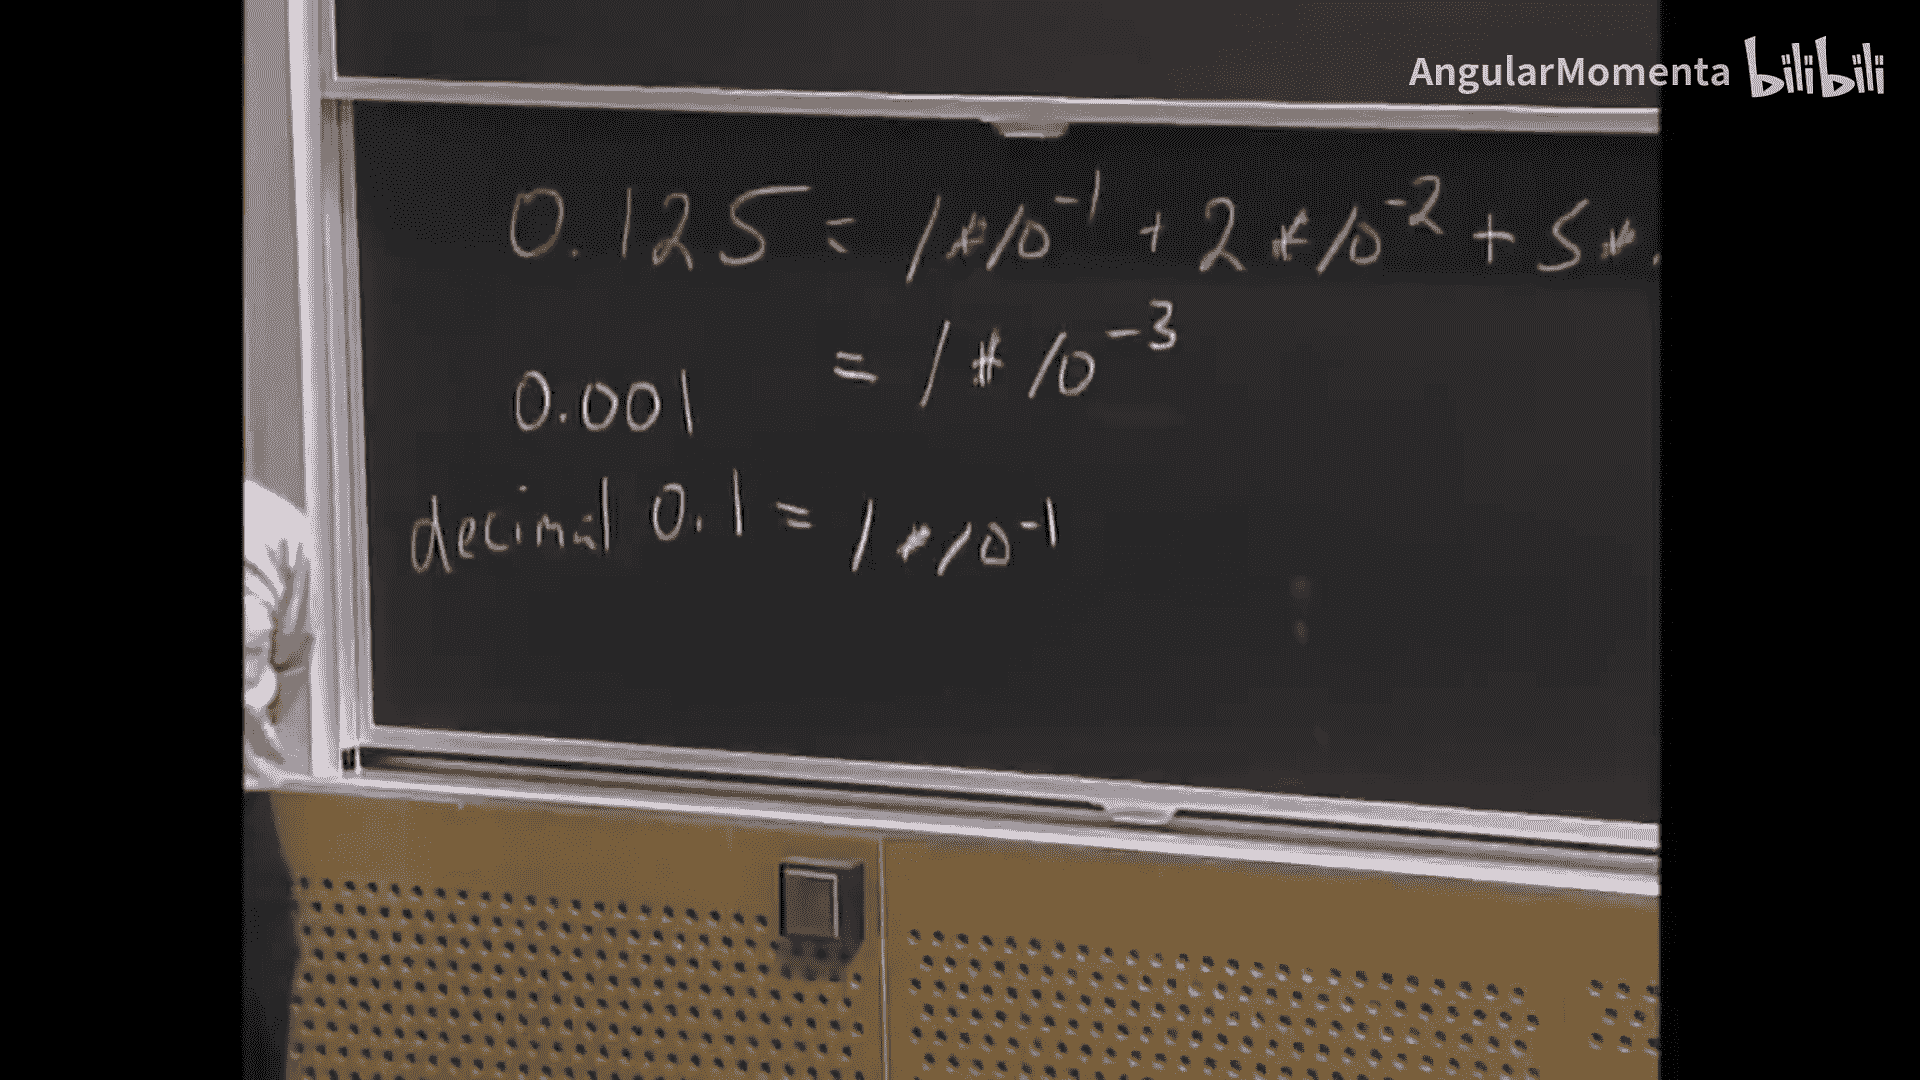 AngularMomenta bilibili
0.125 = 1*10⁻¹ + 2*10⁻² + 5*
0.001 = 1*10⁻³
decimal 0.1 = 1*10⁻¹